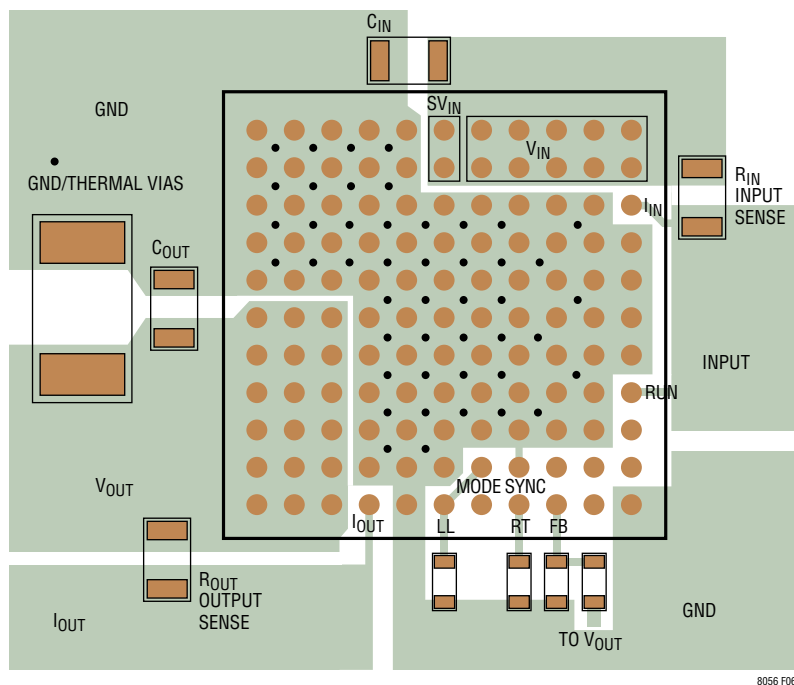 CIN
GND
SVIN
VIN
GND/THERMAL VIAS
RIN
INPUT
SENSE
IIN
COUT
INPUT
RUN
VOUT
MODE SYNC
IOUT
LL
RT
FB
ROUT
OUTPUT
SENSE
IOUT
GND
TO VOUT
8056 F06